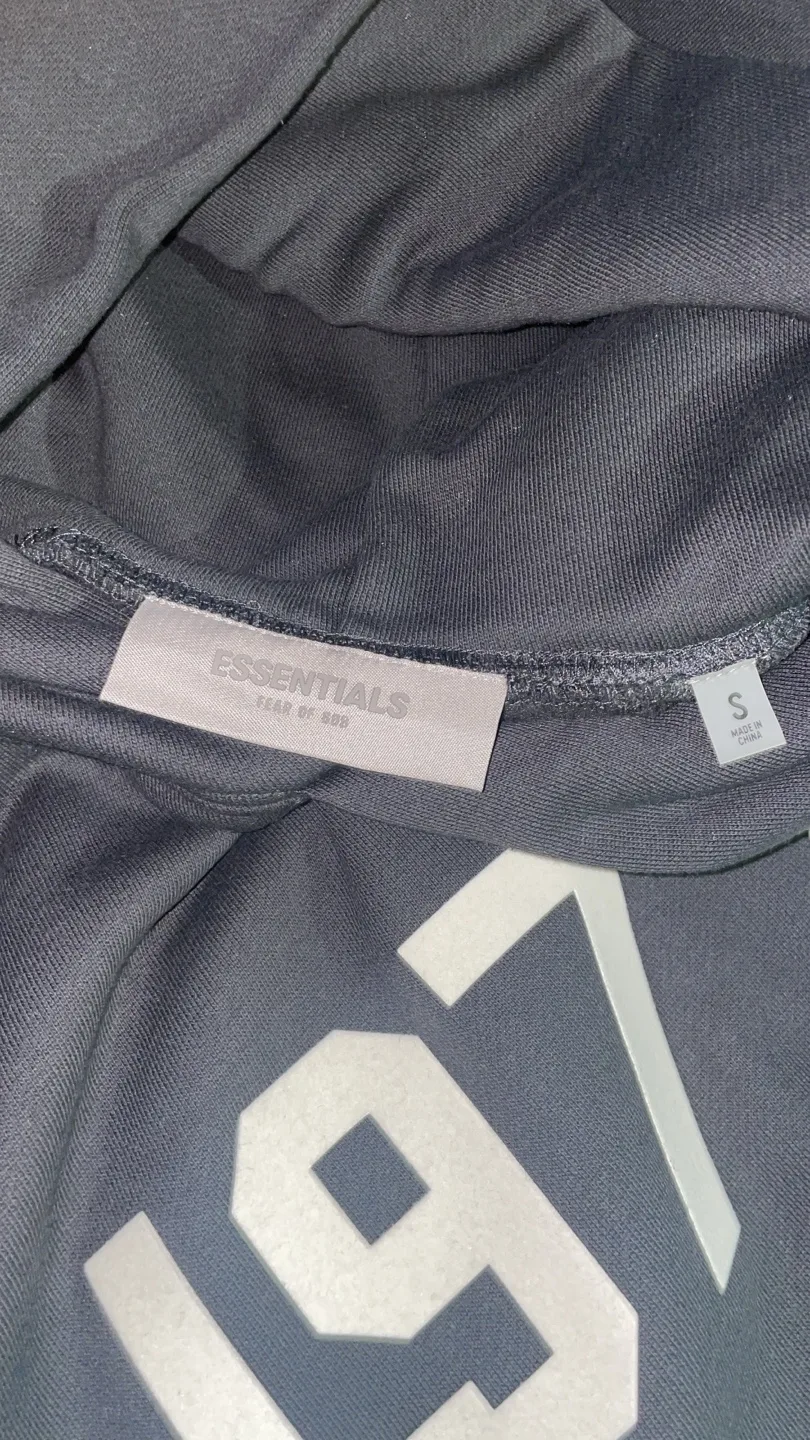 ESSENTIALS
FEAR OF GOD
S
MADE IN
CHINA
197